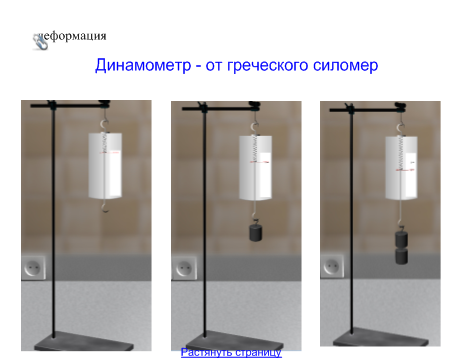 деформация
Динамометр - от греческого силомер
Растянуть страницу